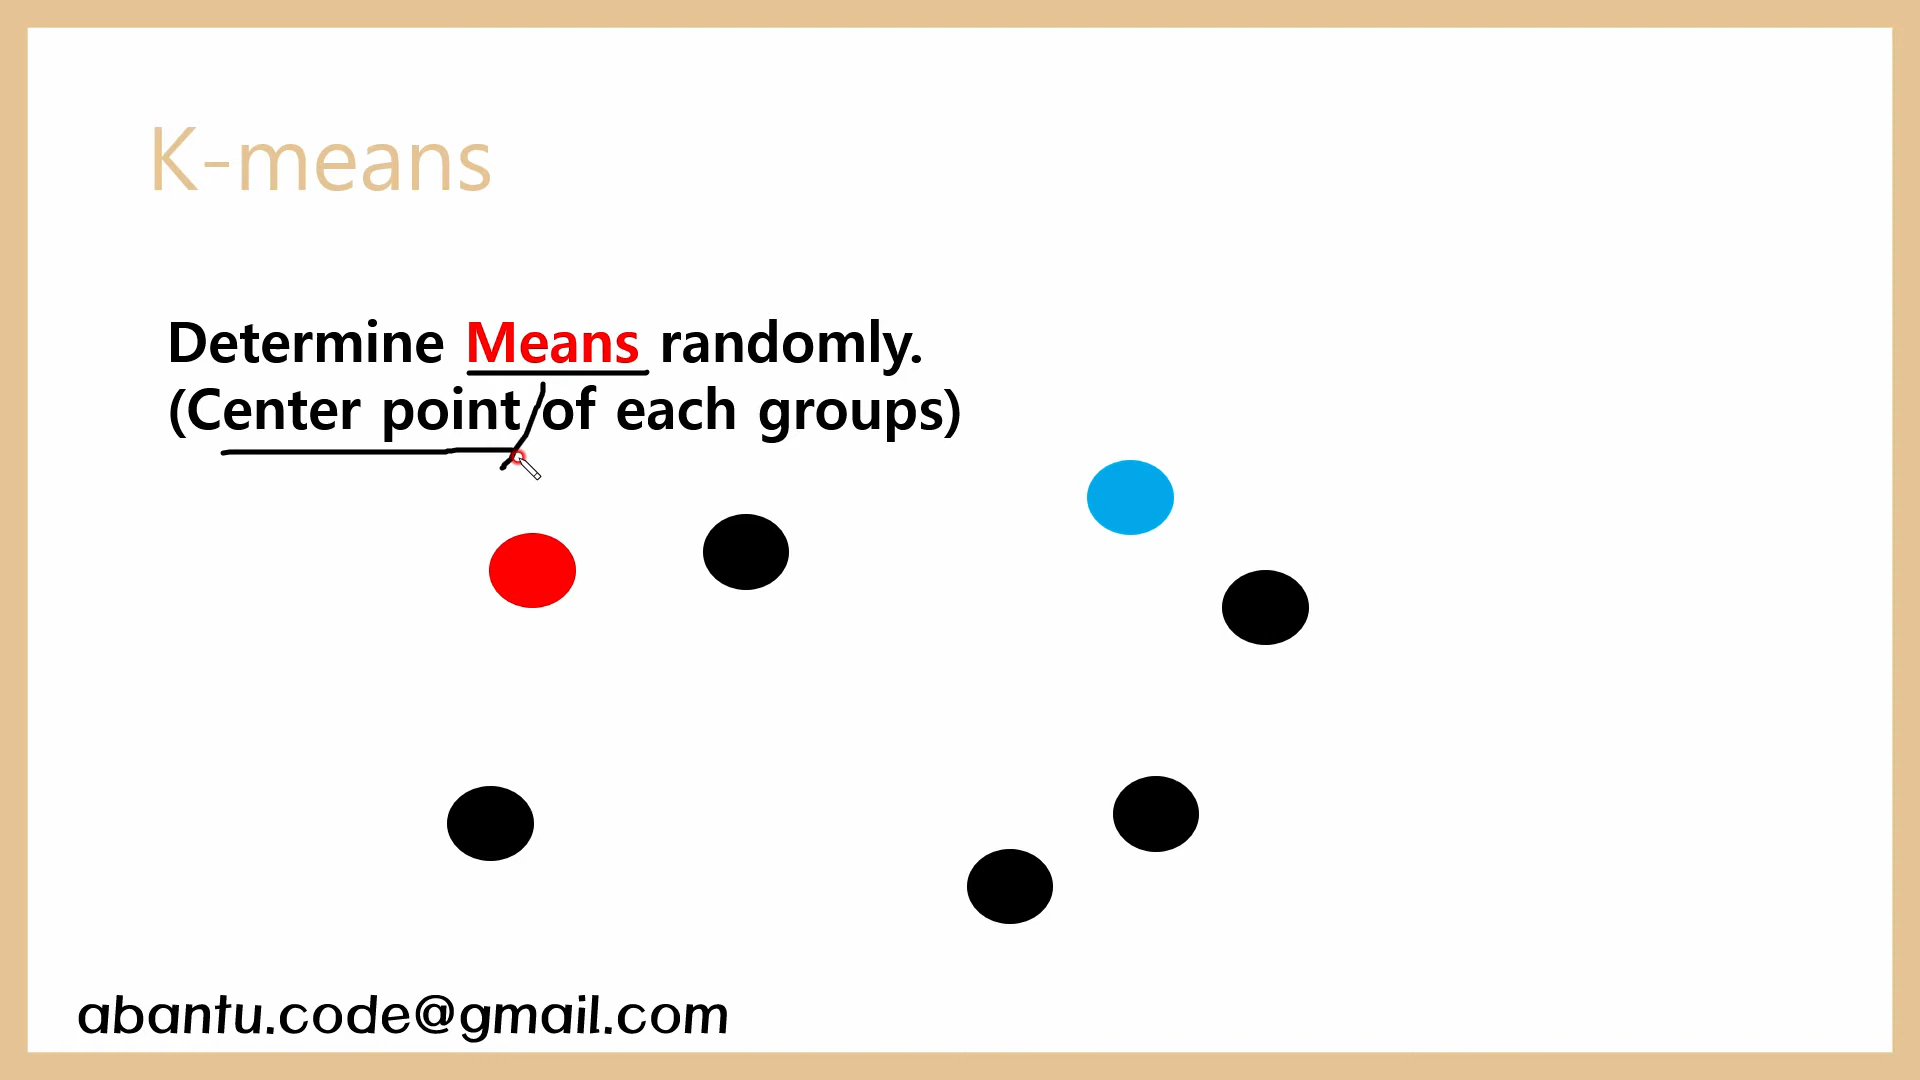 K-means
Determine Means randomly.
(Center point of each groups)
abantu.code@gmail.com